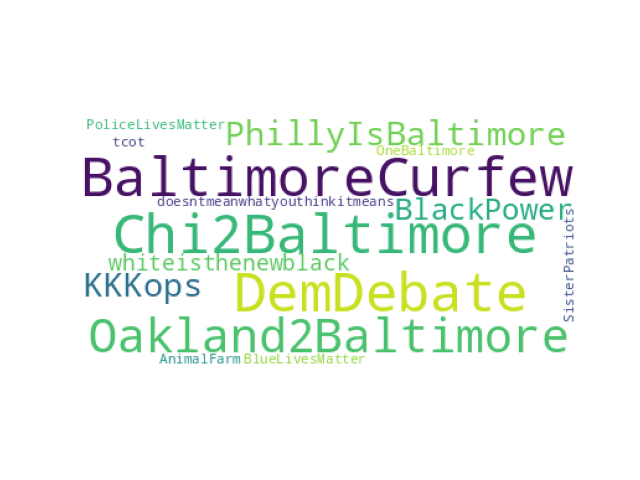 PoliceLivesMatter
PhillyIsBaltimore
tcot
OneBaltimore
BaltimoreCurfew
doesntmeanwhatyouthinkitmeans
BlackPower
Chi2Baltimore
SisterPatriots
whiteisthenewblack
KKKops
DemDebate
Oakland2Baltimore
AnimalFarm
BlueLivesMatter